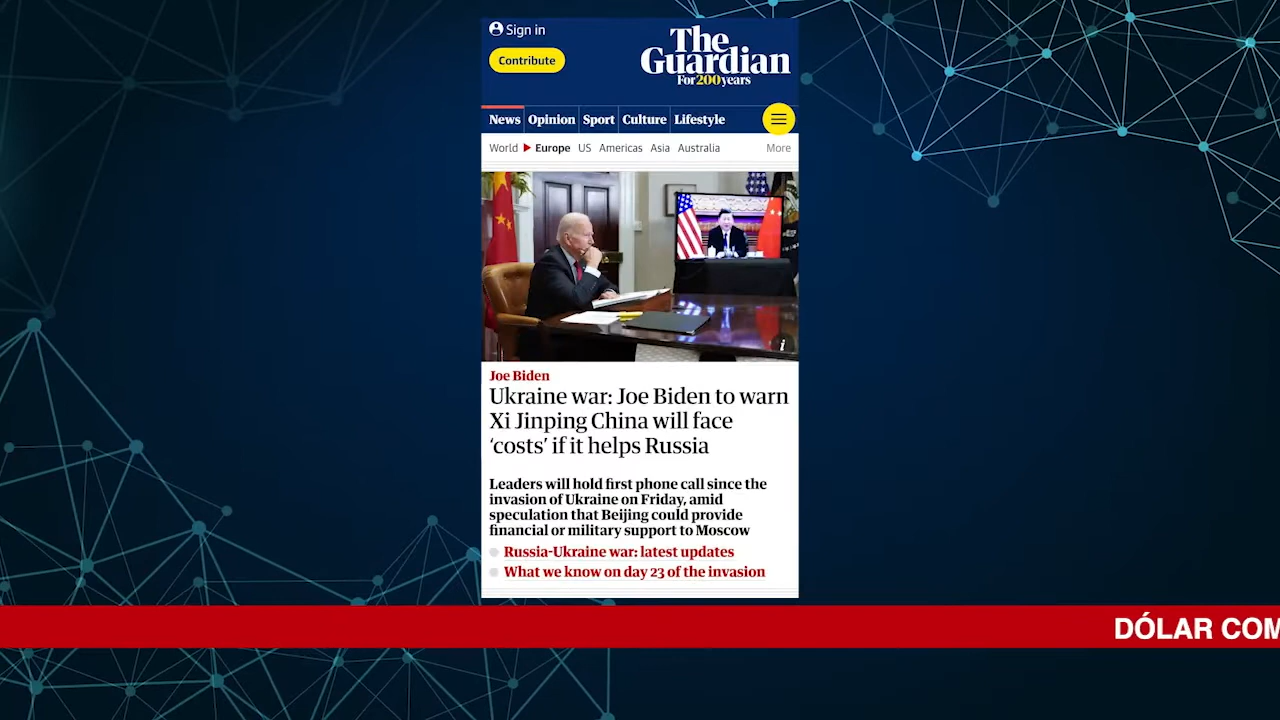 Sign in
Contribute
The
Guardian
For 200 years
News Opinion Sport Culture Lifestyle
World Europe US Americas Asia Australia More
Joe Biden
Ukraine war: Joe Biden to warn
Xi Jinping China will face
‘costs’ if it helps Russia
Leaders will hold first phone call since the
invasion of Ukraine on Friday, amid
speculation that Beijing could provide
financial or military support to Moscow
Russia-Ukraine war: latest updates
What we know on day 23 of the invasion
DÓLAR COM